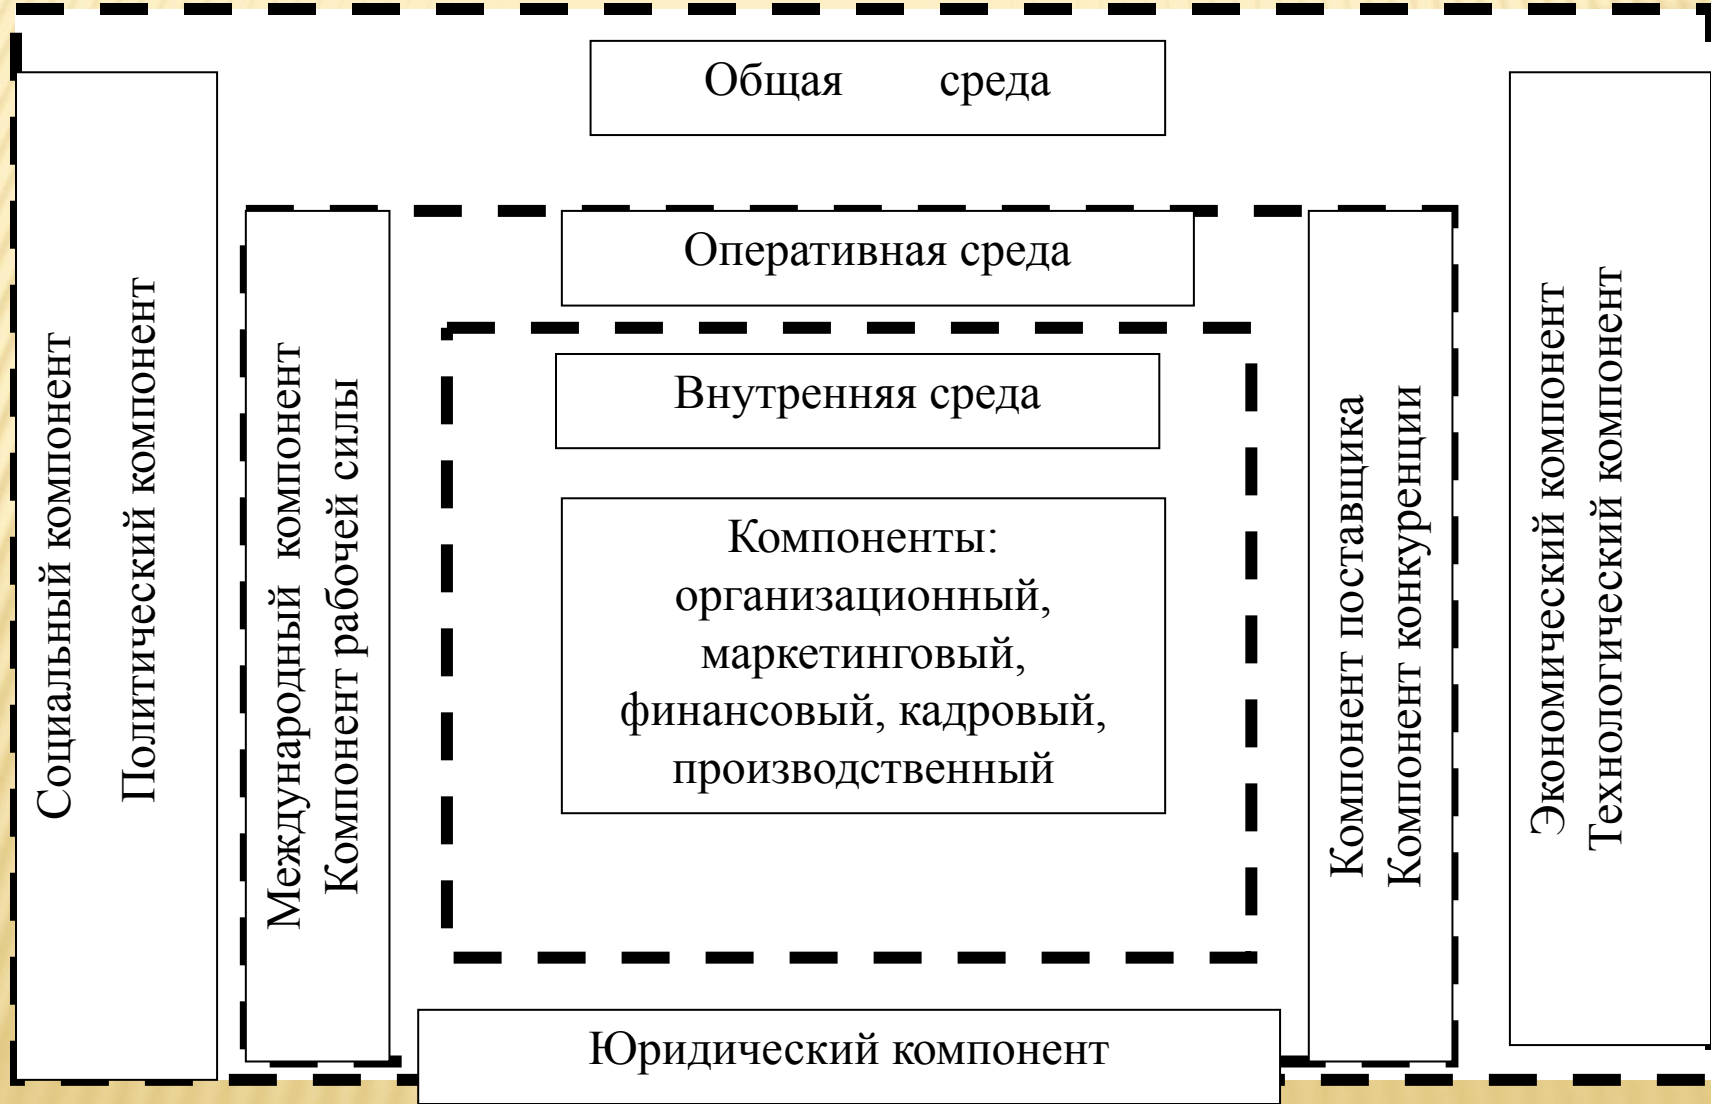 Общая среда
Социальный компонент
Политический компонент
Международный компонент
Компонент рабочей силы
Оперативная среда
Внутренняя среда
Компоненты:
организационный,
маркетинговый,
финансовый, кадровый,
производственный
Компонент поставщика
Компонент конкуренции
Экономический компонент
Технологический компонент
Юридический компонент